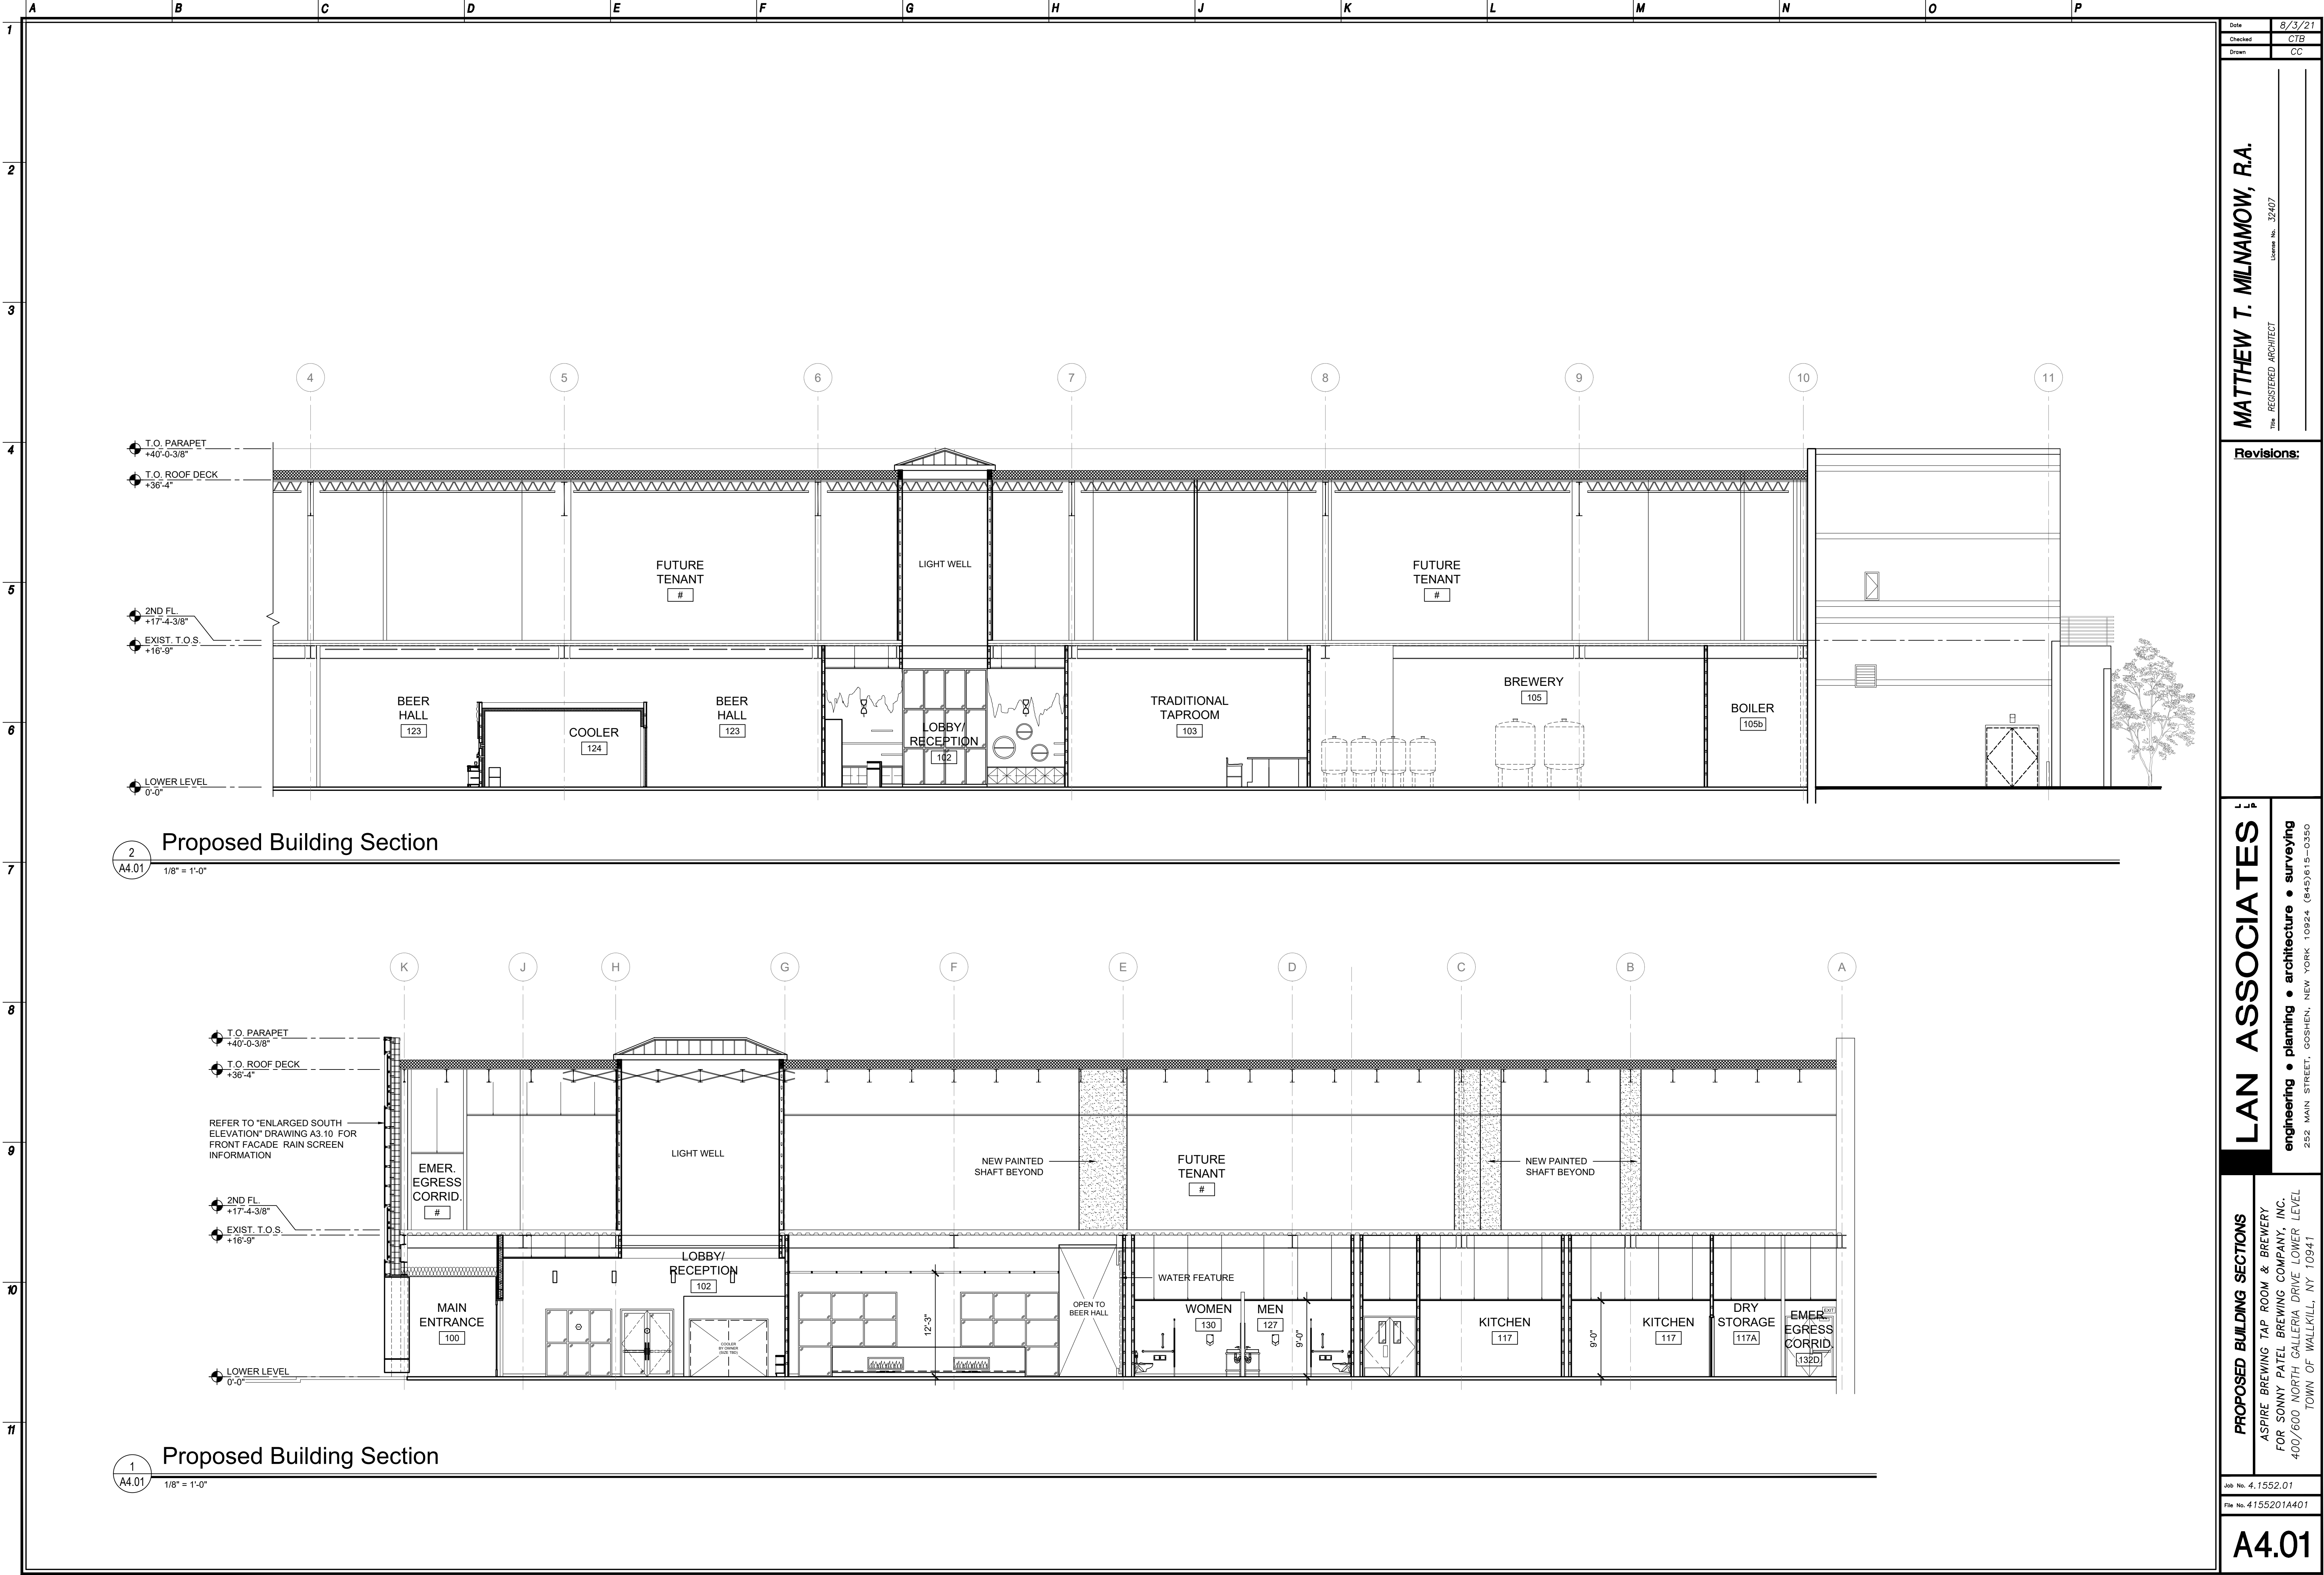 A B C D E F G H J K L M N O P
1
2
3
4
5
6
7
8
9
10
11
4 5 6 7 8 9 10 11
T.O. PARAPET
+40'-0-3/8"
T.O. ROOF DECK
+36'-4"
2ND FL.
+17'-4-3/8"
EXIST. T.O.S.
+16'-9"
LOWER LEVEL
0'-0"
FUTURE
TENANT
#
LIGHT WELL
FUTURE
TENANT
#
BEER
HALL
123
COOLER
124
BEER
HALL
123
LOBBY/
RECEPTION
102
TRADITIONAL
TAPROOM
103
BREWERY
105
BOILER
105b
2
A4.01
Proposed Building Section
1/8" = 1'-0"
K J H G F E D C B A
T.O. PARAPET
+40'-0-3/8"
T.O. ROOF DECK
+36'-4"
REFER TO "ENLARGED SOUTH
ELEVATION" DRAWING A3.10 FOR
FRONT FACADE RAIN SCREEN
INFORMATION
2ND FL.
+17'-4-3/8"
EXIST. T.O.S.
+16'-9"
LOWER LEVEL
0'-0"
EMER.
EGRESS
CORRID.
#
LIGHT WELL
NEW PAINTED
SHAFT BEYOND
FUTURE
TENANT
#
NEW PAINTED
SHAFT BEYOND
MAIN
ENTRANCE
100
LOBBY/
RECEPTION
102
COOLER
BY OWNER
(SIZE TBD)
12'-3"
OPEN TO
BEER HALL
WATER FEATURE
WOMEN
130
MEN
127
9'-0"
KITCHEN
117
9'-0"
KITCHEN
117
DRY
STORAGE
117A
EXIT
EMER.
EGRESS
CORRID.
132D
1
A4.01
Proposed Building Section
1/8" = 1'-0"
Date 8/3/21
Checked CTB
Drawn CC
MATTHEW T. MILNAMOW, R.A.
Title REGISTERED ARCHITECT License No. 32407
Revisions:
LAN ASSOCIATES L L P
engineering • planning • architecture • surveying
252 MAIN STREET, GOSHEN, NEW YORK 10924 (845)615-0350
PROPOSED BUILDING SECTIONS
ASPIRE BREWING TAP ROOM & BREWERY
FOR SONNY PATEL BREWING COMPANY, INC.
400/600 NORTH GALLERIA DRIVE LOWER LEVEL
TOWN OF WALLKILL, NY 10941
Job No. 4.1552.01
File No. 4155201A401
A4.01